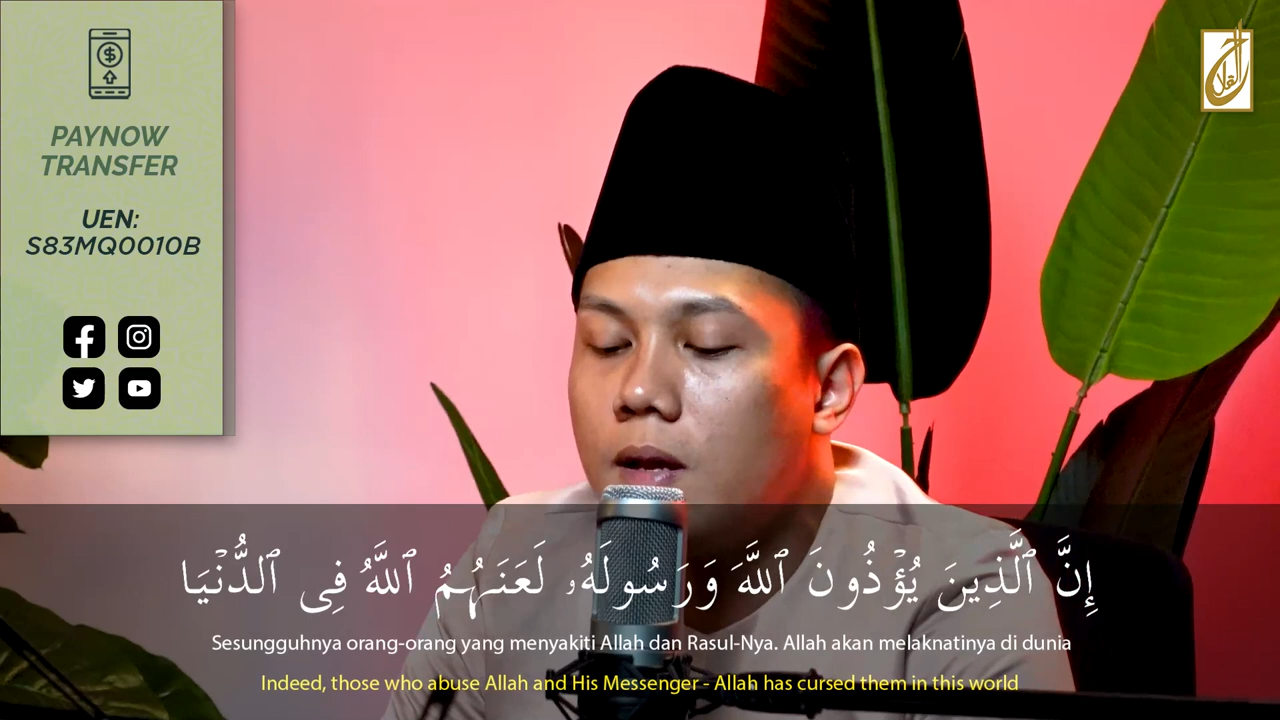 PAYNOW
TRANSFER
UEN:
S83MQ0010B
إِنَّ ٱلَّذِينَ يُؤْذُونَ ٱللَّهَ وَرَسُولَهُۥ لَعَنَهُمُ ٱللَّهُ فِى ٱلدُّنْيَا
Sesungguhnya orang-orang yang menyakiti Allah dan Rasul-Nya. Allah akan melaknatinya di dunia
Indeed, those who abuse Allah and His Messenger - Allah has cursed them in this world